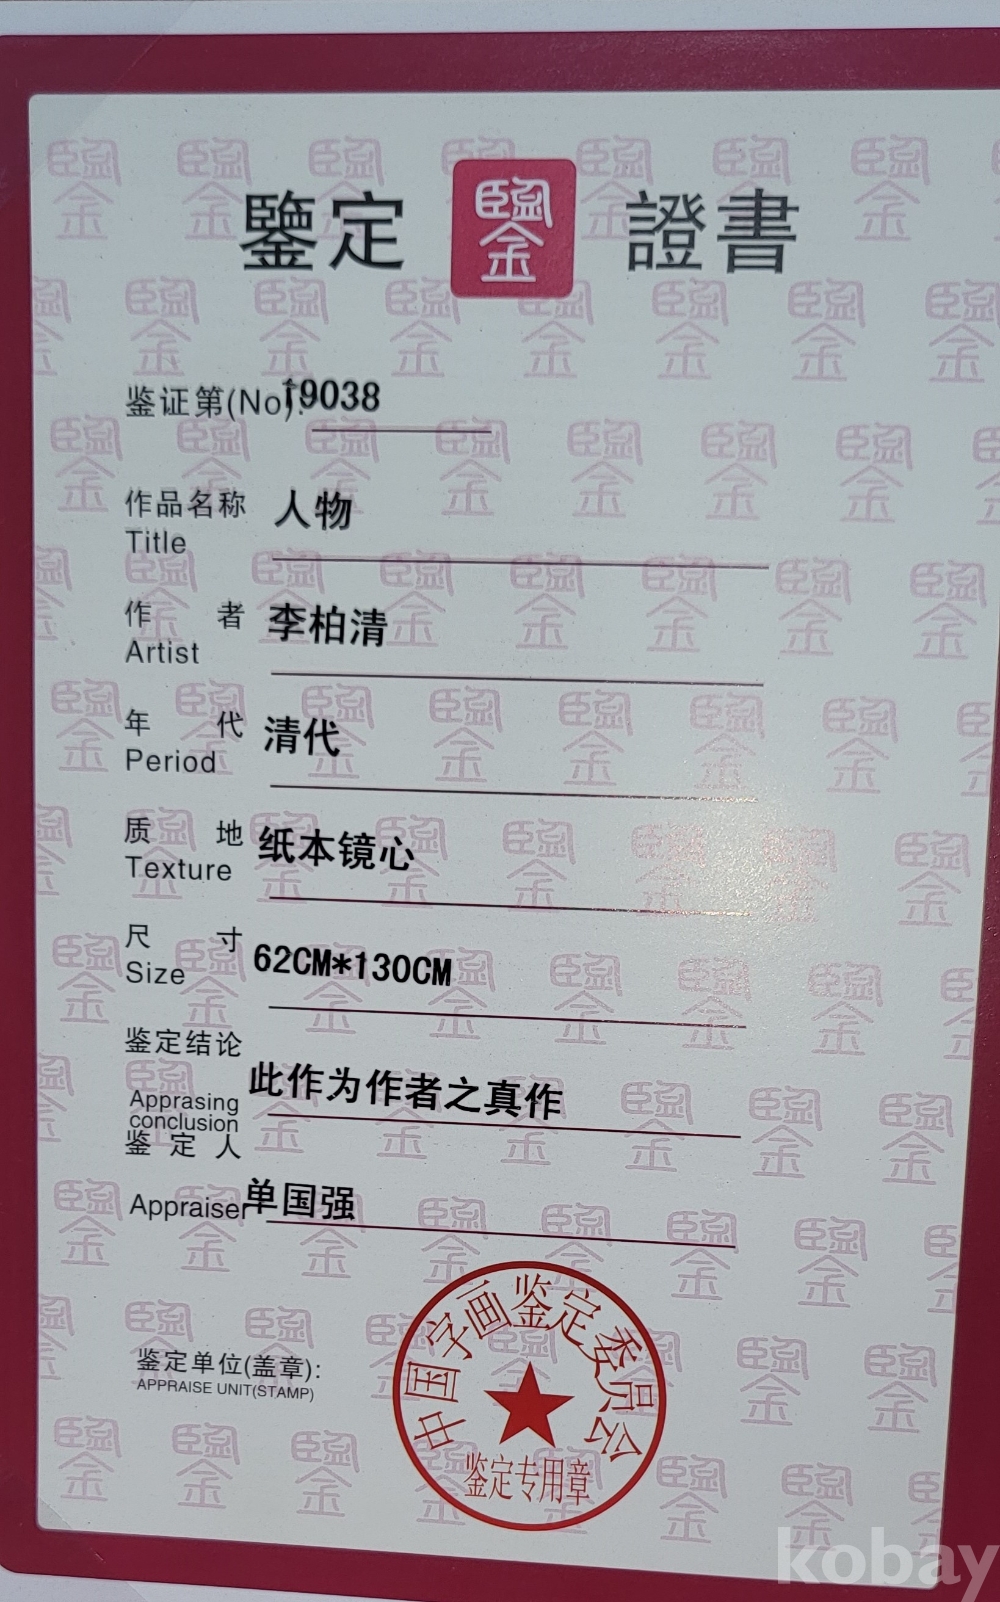 鑒定 鑒 證書
鉴证第(No).19038
作品名称 人物
Title
作者 李柏清
Artist
年代 清代
Period
质地 纸本镜心
Texture
尺寸 62CM*130CM
Size
鉴定结论
此作为作者之真作
Apprasing
conclusion
鉴定人
Appraiser 单国强
中国字画鉴定委员会
鉴定单位(盖章):
APPRAISE UNIT(STAMP)
鉴定专用章
kobay